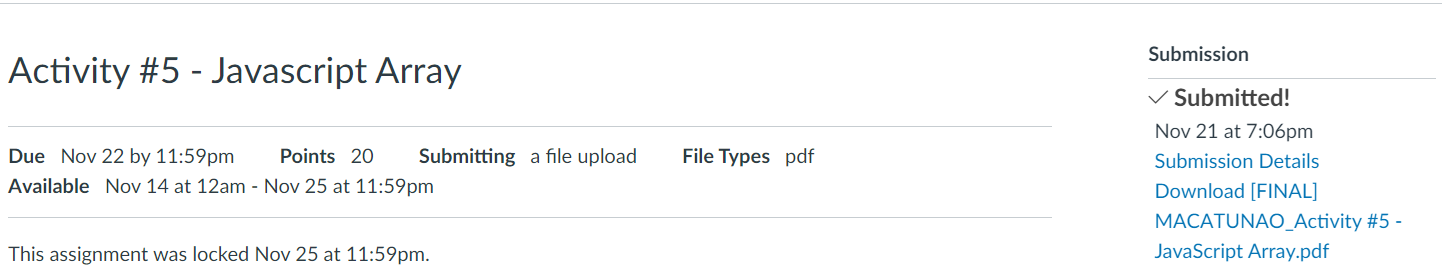 Activity #5 - Javascript Array
Due Nov 22 by 11:59pm Points 20 Submitting a file upload File Types pdf
Available Nov 14 at 12am - Nov 25 at 11:59pm
This assignment was locked Nov 25 at 11:59pm.
Submission
Submitted!
Nov 21 at 7:06pm
Submission Details
Download [FINAL]
MACATUNAO_Activity #5 -
JavaScript Array.pdf